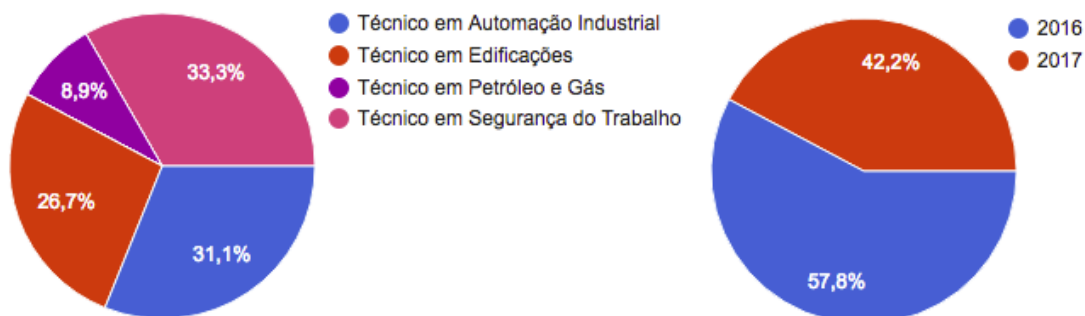 33,3%
8,9%
26,7%
31,1%
Técnico em Automação Industrial
Técnico em Edificações
Técnico em Petróleo e Gás
Técnico em Segurança do Trabalho
42,2%
57,8%
2016
2017